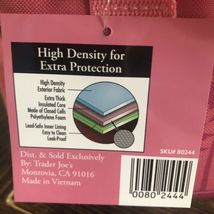 High Density for
Extra Protection
High Density
Exterior Fabric
Extra Thick
Insulated Core
Made of Closed Cells
Polyethylene Foam
Lead-Safe Inner Lining
Easy to Clean
Leak-Proof
SKU# 80244
Dist. & Sold Exclusively
By: Trader Joe's
Monrovia, CA 91016
Made in Vietnam
0080 2444